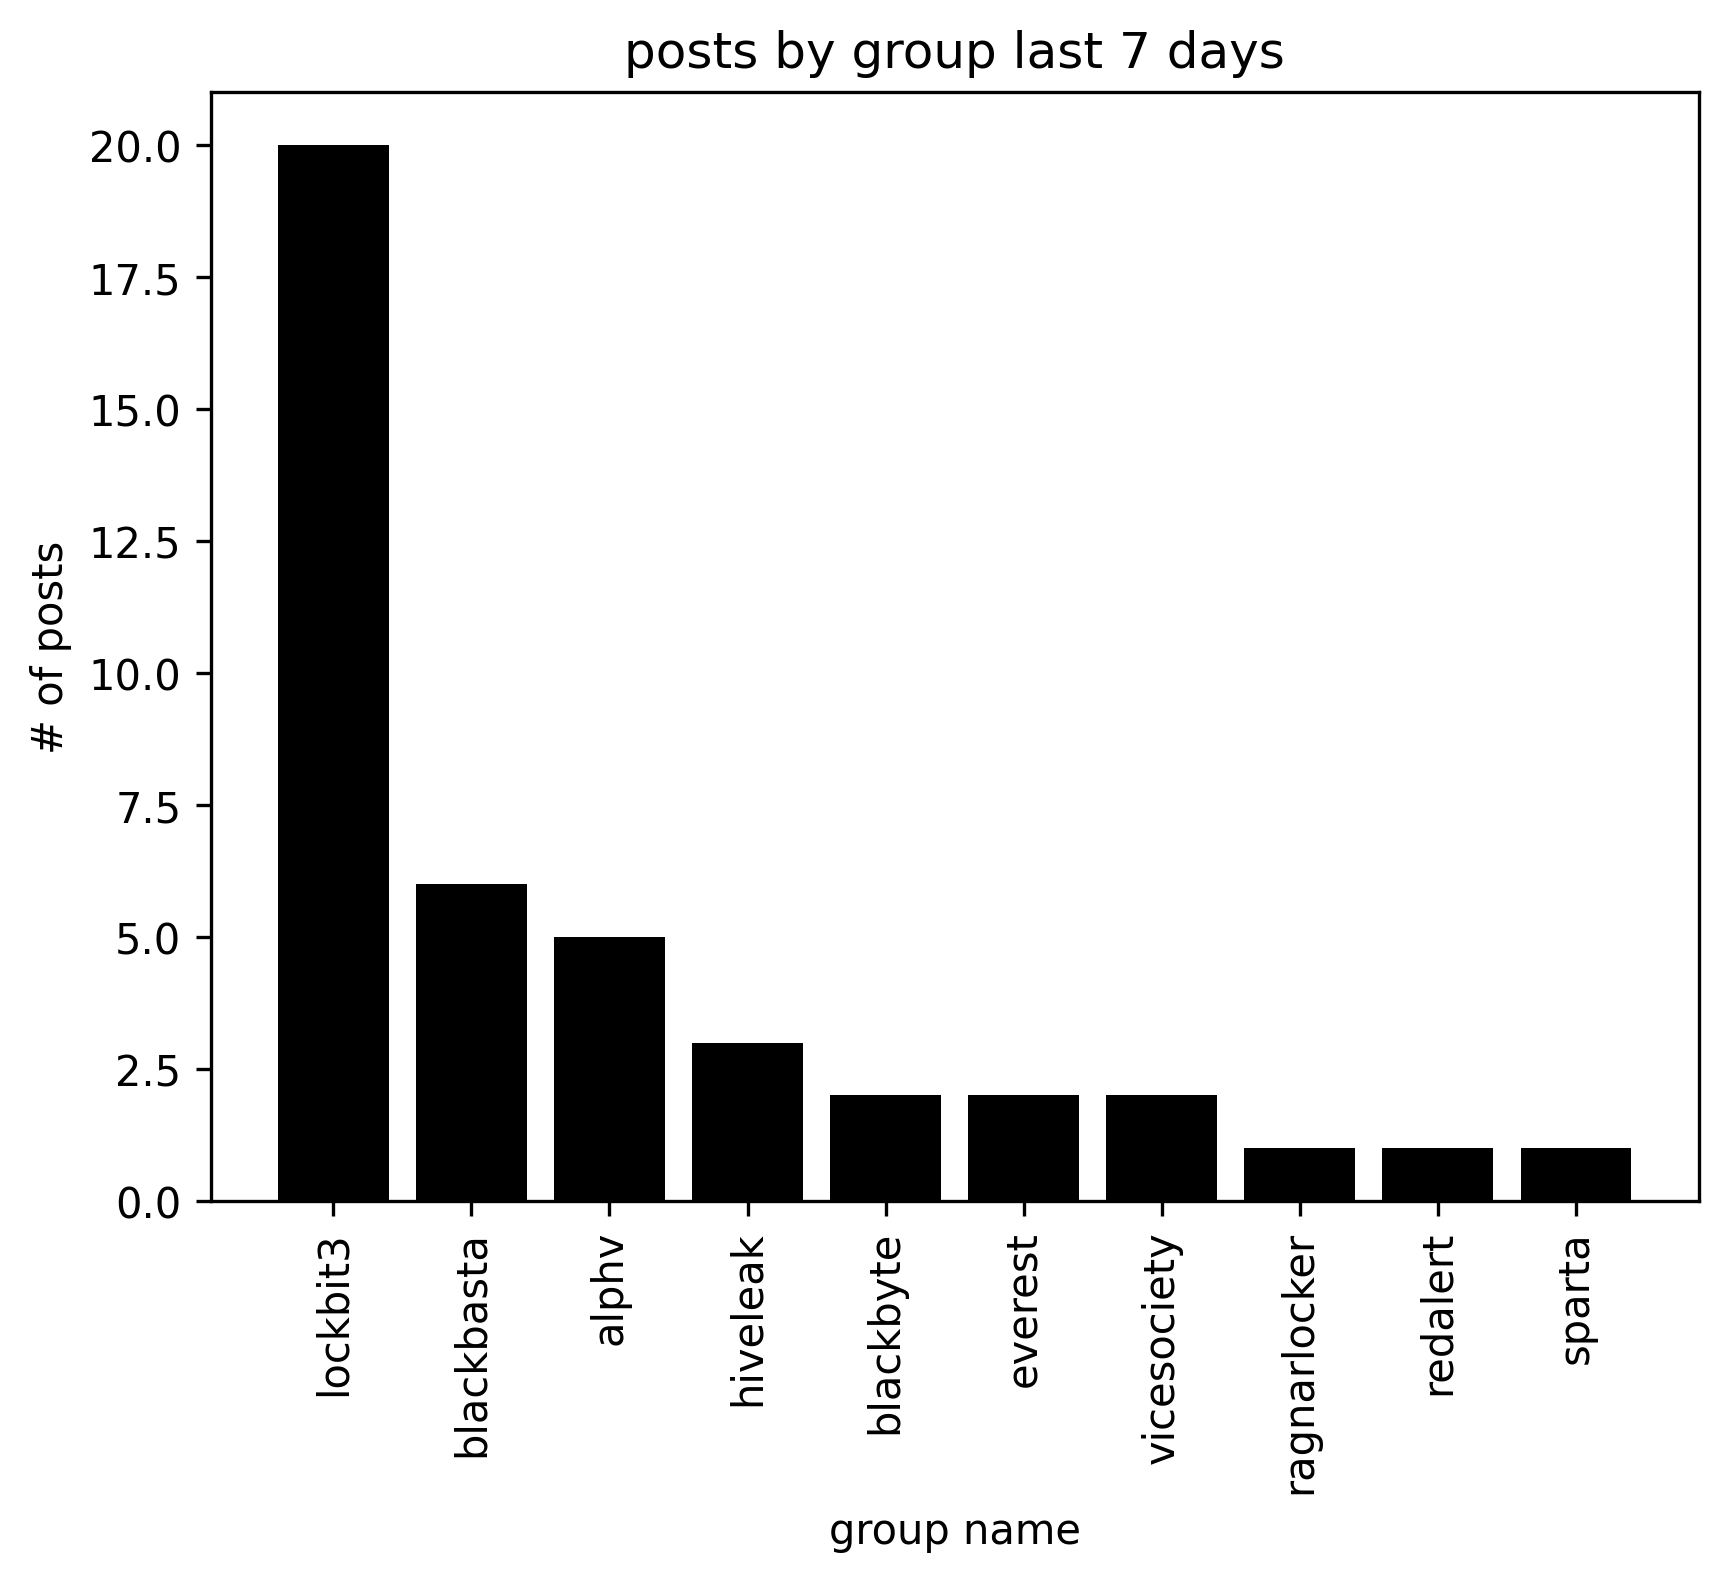 posts by group last 7 days
# of posts
20.0
17.5
15.0
12.5
10.0
7.5
5.0
2.5
0.0
lockbit3
blackbasta
alphv
hiveleak
blackbyte
everest
vicesociety
ragnarlocker
redalert
sparta
group name